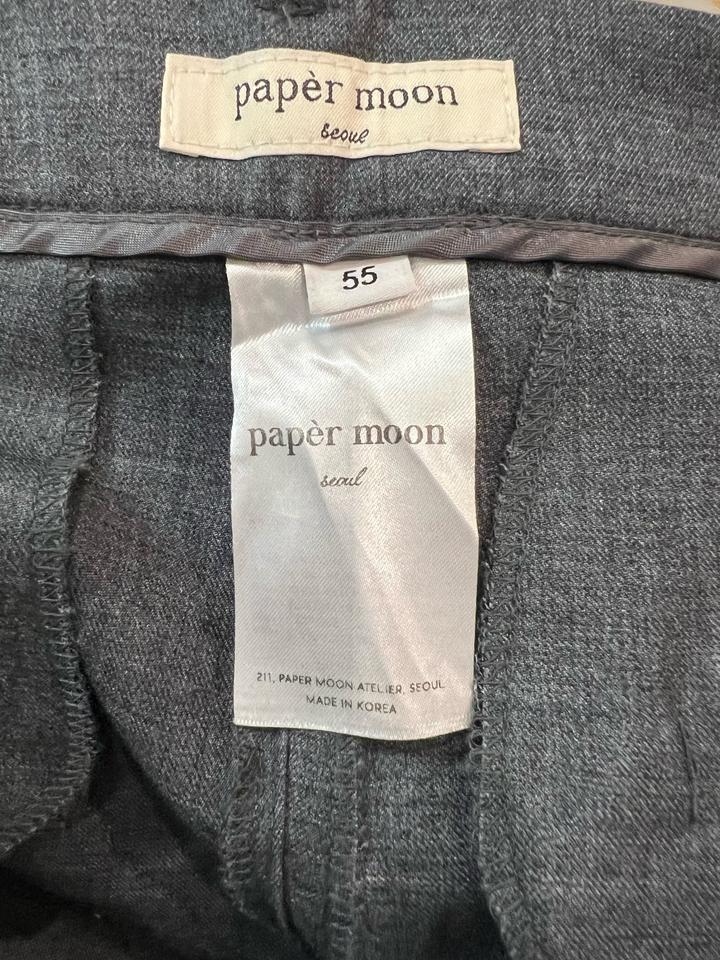 papèr moon
seoul
55
papèr moon
seoul
211, PAPER MOON ATELIER, SEOUL
MADE IN KOREA